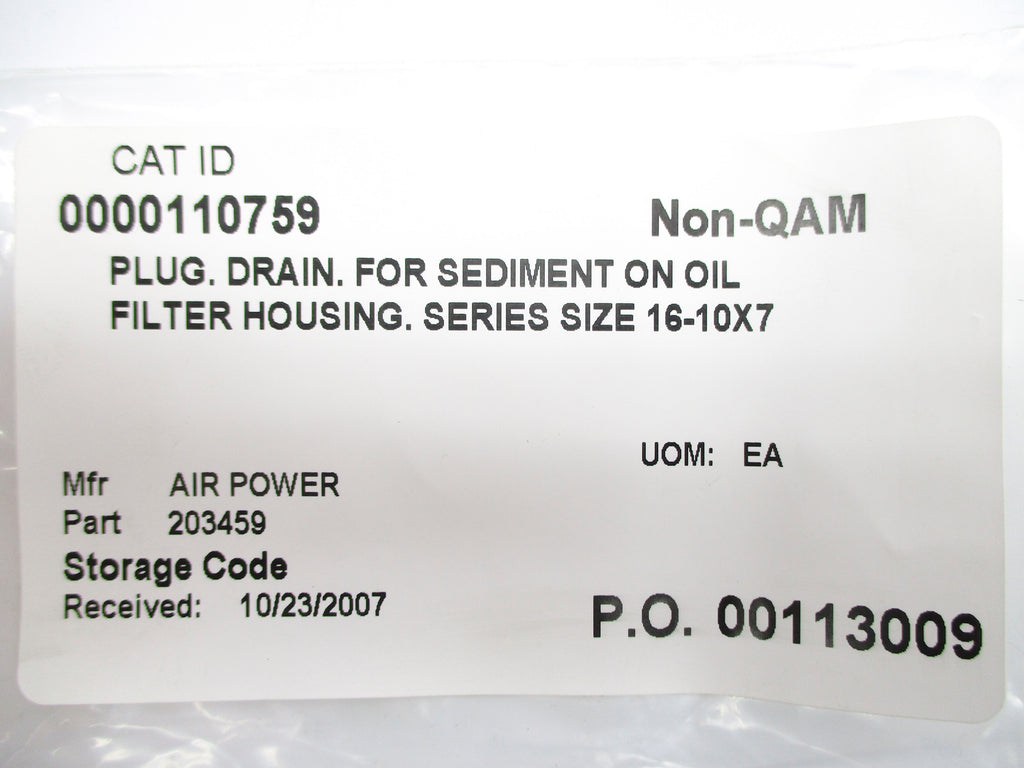 CAT ID
0000110759
Non-QAM
PLUG. DRAIN. FOR SEDIMENT ON OIL
FILTER HOUSING. SERIES SIZE 16-10X7
UOM: EA
Mfr AIR POWER
Part 203459
Storage Code
Received: 10/23/2007
P.O. 00113009